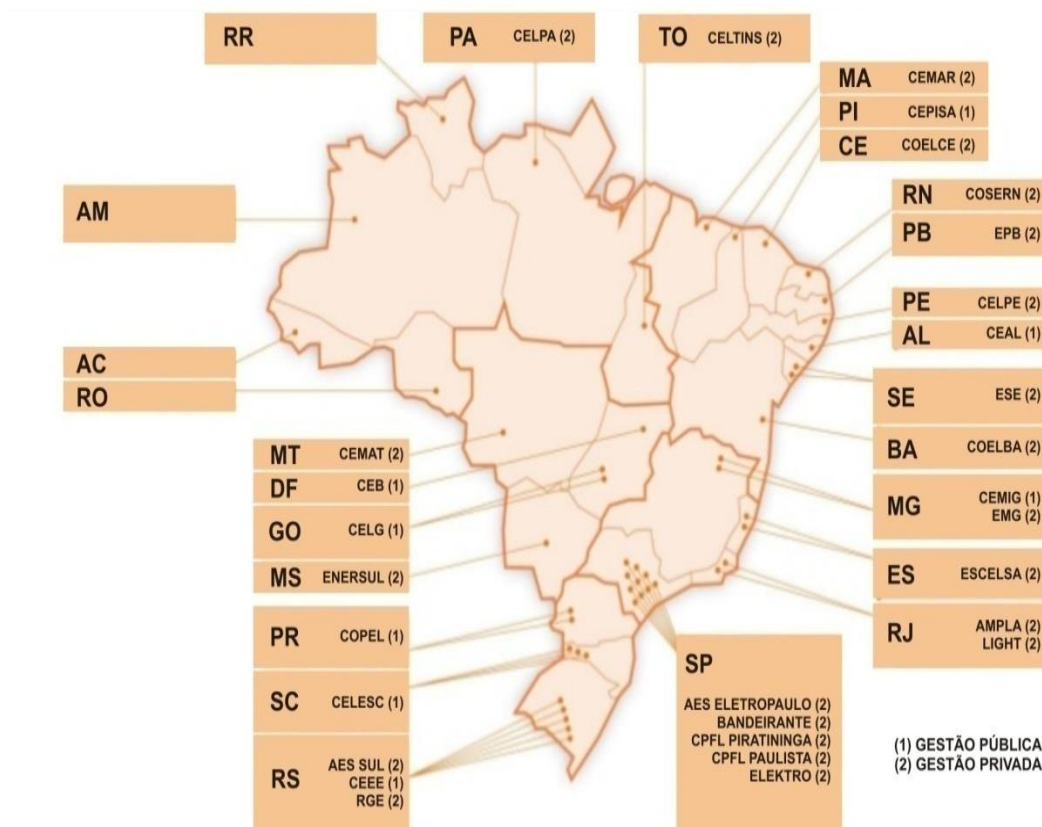 RR
PA CELPA (2)
TO CELTINS (2)
MA CEMAR (2)
PI CEPISA (1)
CE COELCE (2)
AM
RN COSERN (2)
PB EPB (2)
PE CELPE (2)
AL CEAL (1)
AC
RO
SE ESE (2)
BA COELBA (2)
MG CEMIG (1)
EMG (2)
ES ESCELSA (2)
RJ AMPLA (2)
LIGHT (2)
MT CEMAT (2)
DF CEB (1)
GO CELG (1)
MS ENERSUL (2)
PR COPEL (1)
SC CELESC (1)
RS AES SUL (2)
CEEE (1)
RGE (2)
SP
AES ELETROPAULO (2)
BANDEIRANTE (2)
CPFL PIRATININGA (2)
CPFL PAULISTA (2)
ELEKTRO (2)
(1) GESTÃO PÚBLICA
(2) GESTÃO PRIVADA